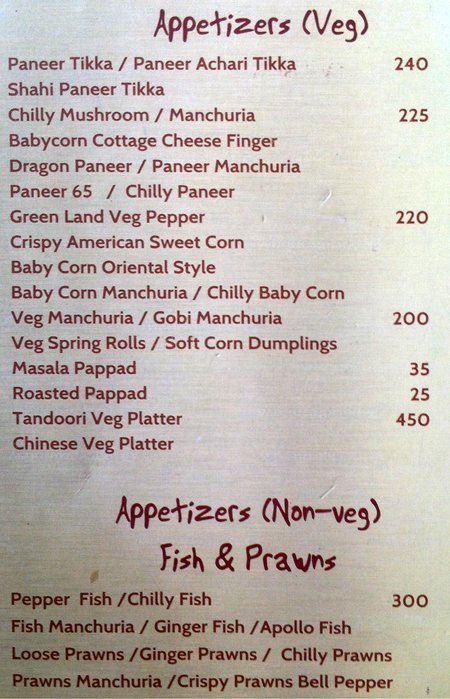 Appetizers (Veg)
Paneer Tikka / Paneer Achari Tikka 240
Shahi Paneer Tikka
Chilly Mushroom / Manchuria 225
Babycorn Cottage Cheese Finger
Dragon Paneer / Paneer Manchuria
Paneer 65 / Chilly Paneer
Green Land Veg Pepper 220
Crispy American Sweet Corn
Baby Corn Oriental Style
Baby Corn Manchuria / Chilly Baby Corn
Veg Manchuria / Gobi Manchuria 200
Veg Spring Rolls / Soft Corn Dumplings
Masala Pappad 35
Roasted Pappad 25
Tandoori Veg Platter 450
Chinese Veg Platter
Appetizers (Non-veg)
Fish & Prawns
Pepper Fish /Chilly Fish 300
Fish Manchuria / Ginger Fish /Apollo Fish
Loose Prawns /Ginger Prawns / Chilly Prawns
Prawns Manchuria /Crispy Prawns Bell Pepper